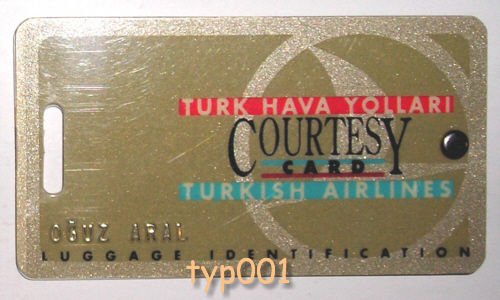 TURK HAVA YOLLARI
COURTESY
CARD
TURKISH AIRLINES
OĞUZ ARAL
LUGGAGE IDENTIFICATION
typ001